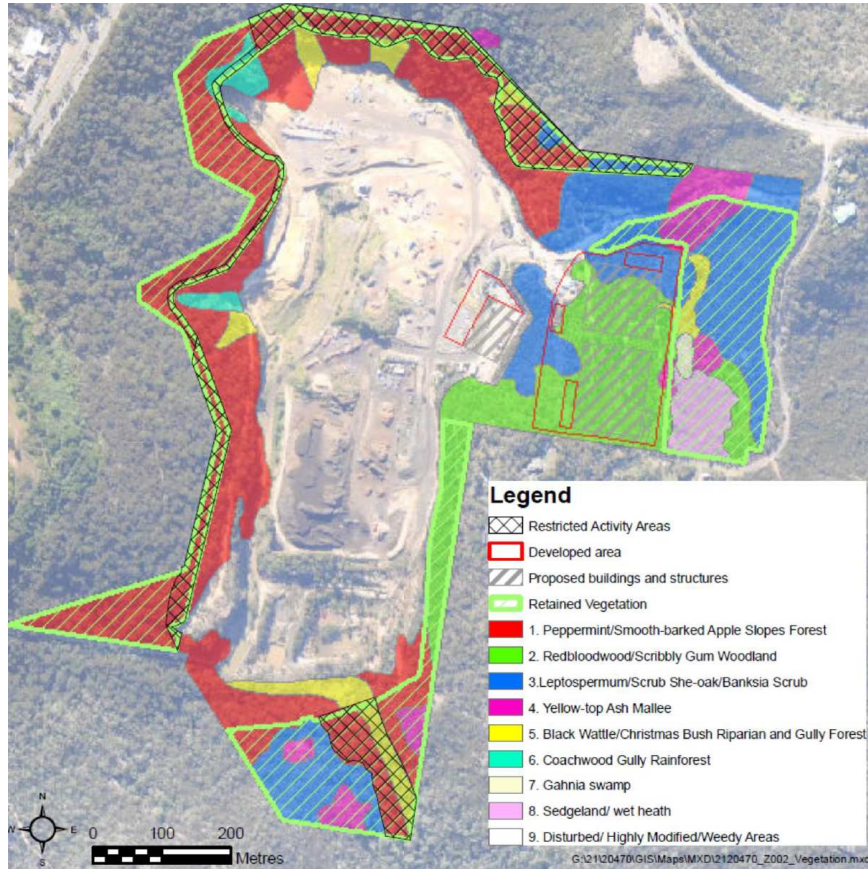 Legend
Restricted Activity Areas
Developed area
Proposed buildings and structures
Retained Vegetation
1. Peppermint/Smooth-barked Apple Slopes Forest
2. Redbloodwood/Scribbly Gum Woodland
3.Leptospermum/Scrub She-oak/Banksia Scrub
4. Yellow-top Ash Mallee
5. Black Wattle/Christmas Bush Riparian and Gully Forest
6. Coachwood Gully Rainforest
7. Gahnia swamp
8. Sedgeland/ wet heath
9. Disturbed/ Highly Modified/Weedy Areas
N
W E
S
0 100 200
Metres
G:\21\20470\GIS\Maps\MXD\2120470_Z002_Vegetation.mxd